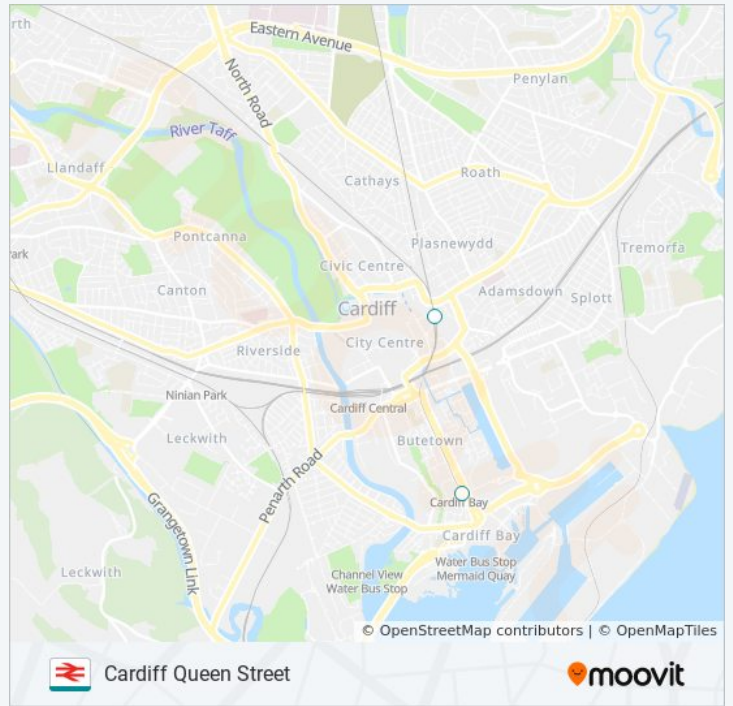 rth
Eastern Avenue
North Road
Penylan
River Taff
Llandaff
Cathays
Roath
Pontcanna
Plasnewydd
Tremorfa
ark
Civic Centre
Canton
Adamsdown
Splott
Cardiff
City Centre
Riverside
Ninian Park
Cardiff Central
Leckwith
Butetown
Penarth Road
Grangetown Link
Cardiff Bay
Cardiff Bay
Leckwith
Channel View
Water Bus Stop
Water Bus Stop
Mermaid Quay
© OpenStreetMap contributors | © OpenMapTiles
Cardiff Queen Street
moovit